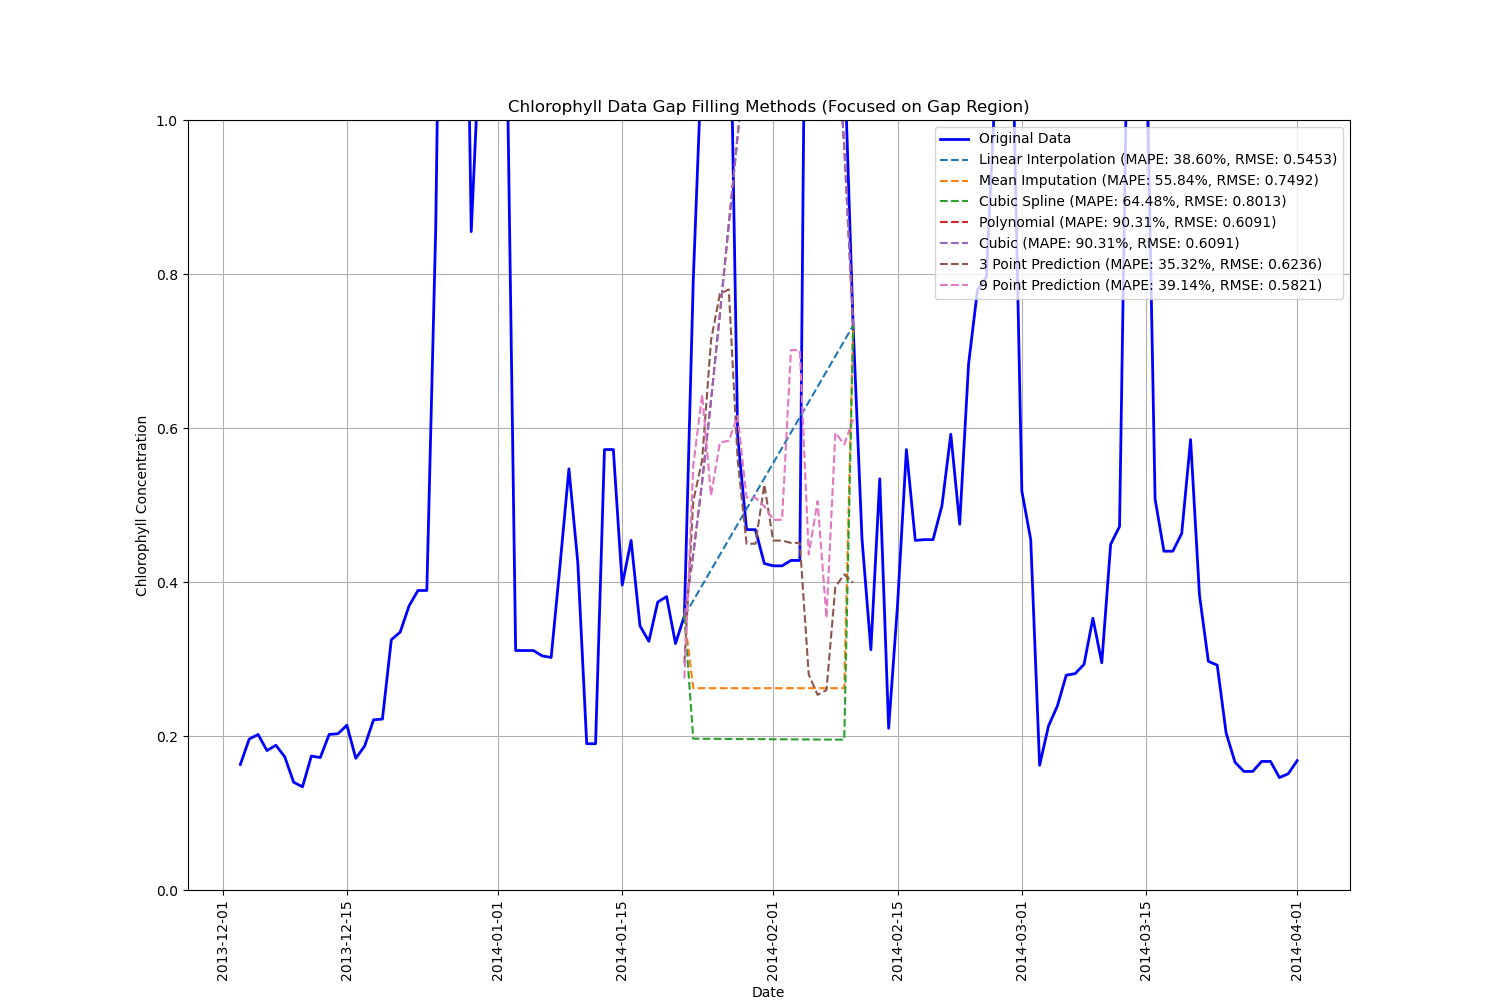 Chlorophyll Data Gap Filling Methods (Focused on Gap Region)
1.0
0.8
0.6
0.4
0.2
0.0
Chlorophyll Concentration
Original Data
Linear Interpolation (MAPE: 38.60%, RMSE: 0.5453)
Mean Imputation (MAPE: 55.84%, RMSE: 0.7492)
Cubic Spline (MAPE: 64.48%, RMSE: 0.8013)
Polynomial (MAPE: 90.31%, RMSE: 0.6091)
Cubic (MAPE: 90.31%, RMSE: 0.6091)
3 Point Prediction (MAPE: 35.32%, RMSE: 0.6236)
9 Point Prediction (MAPE: 39.14%, RMSE: 0.5821)
2013-12-01
2013-12-15
2014-01-01
2014-01-15
2014-02-01
2014-02-15
2014-03-01
2014-03-15
2014-04-01
Date